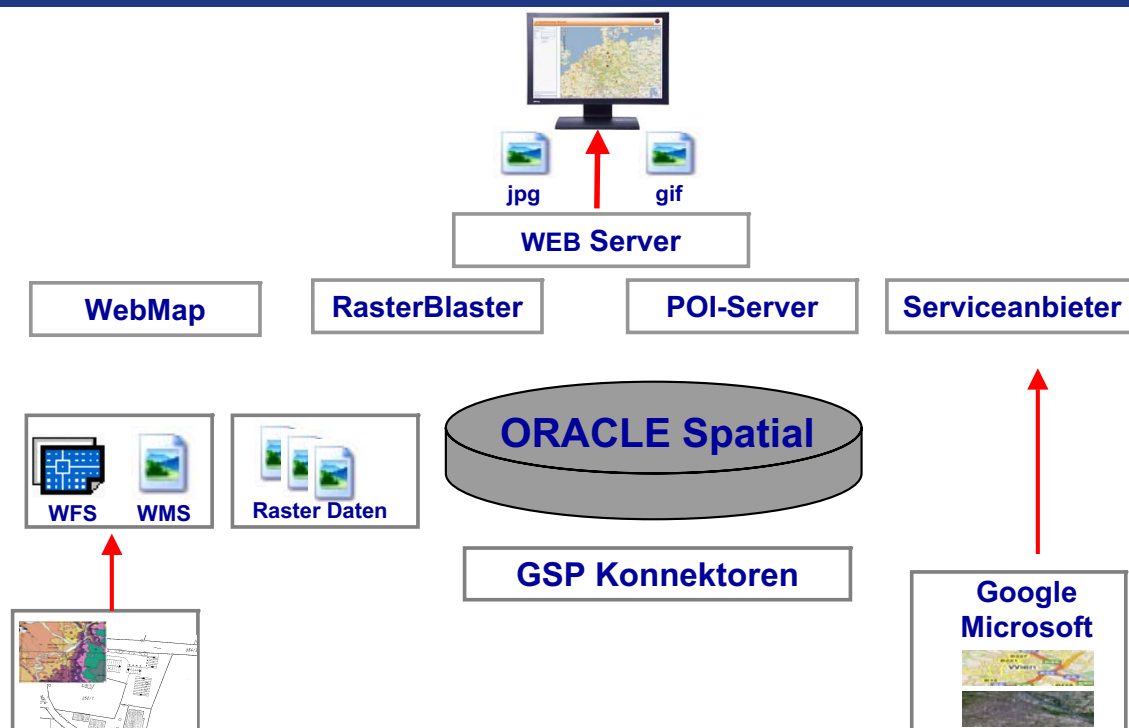 jpg gif
WEB Server
WebMap RasterBlaster POI-Server Serviceanbieter
ORACLE Spatial
WFS WMS Raster Daten
GSP Konnektoren
Google
Microsoft